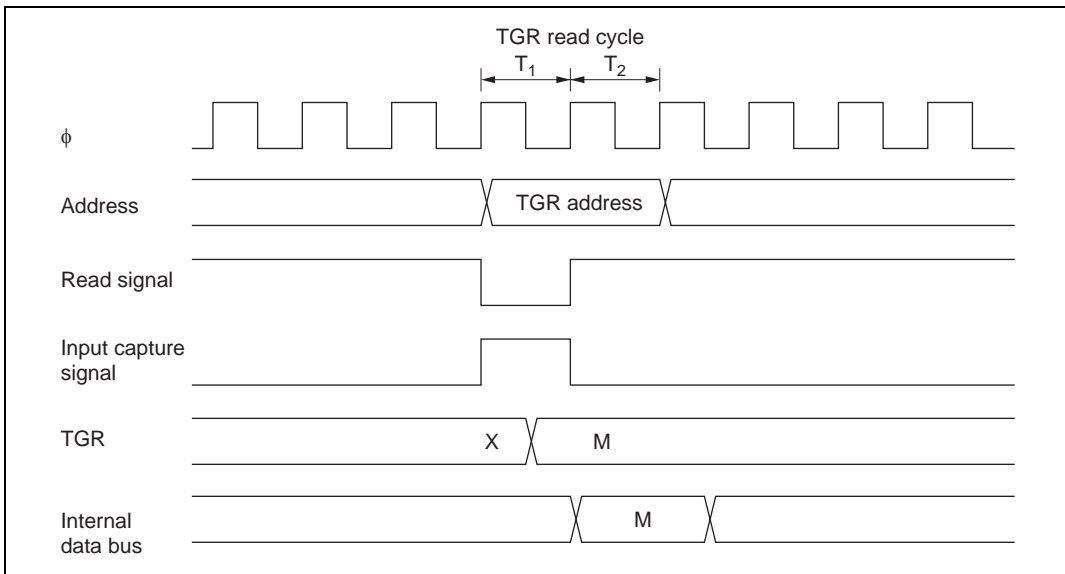 TGR read cycle
T1 T2
ϕ
Address
TGR address
Read signal
Input capture
signal
TGR
X M
Internal
data bus
M